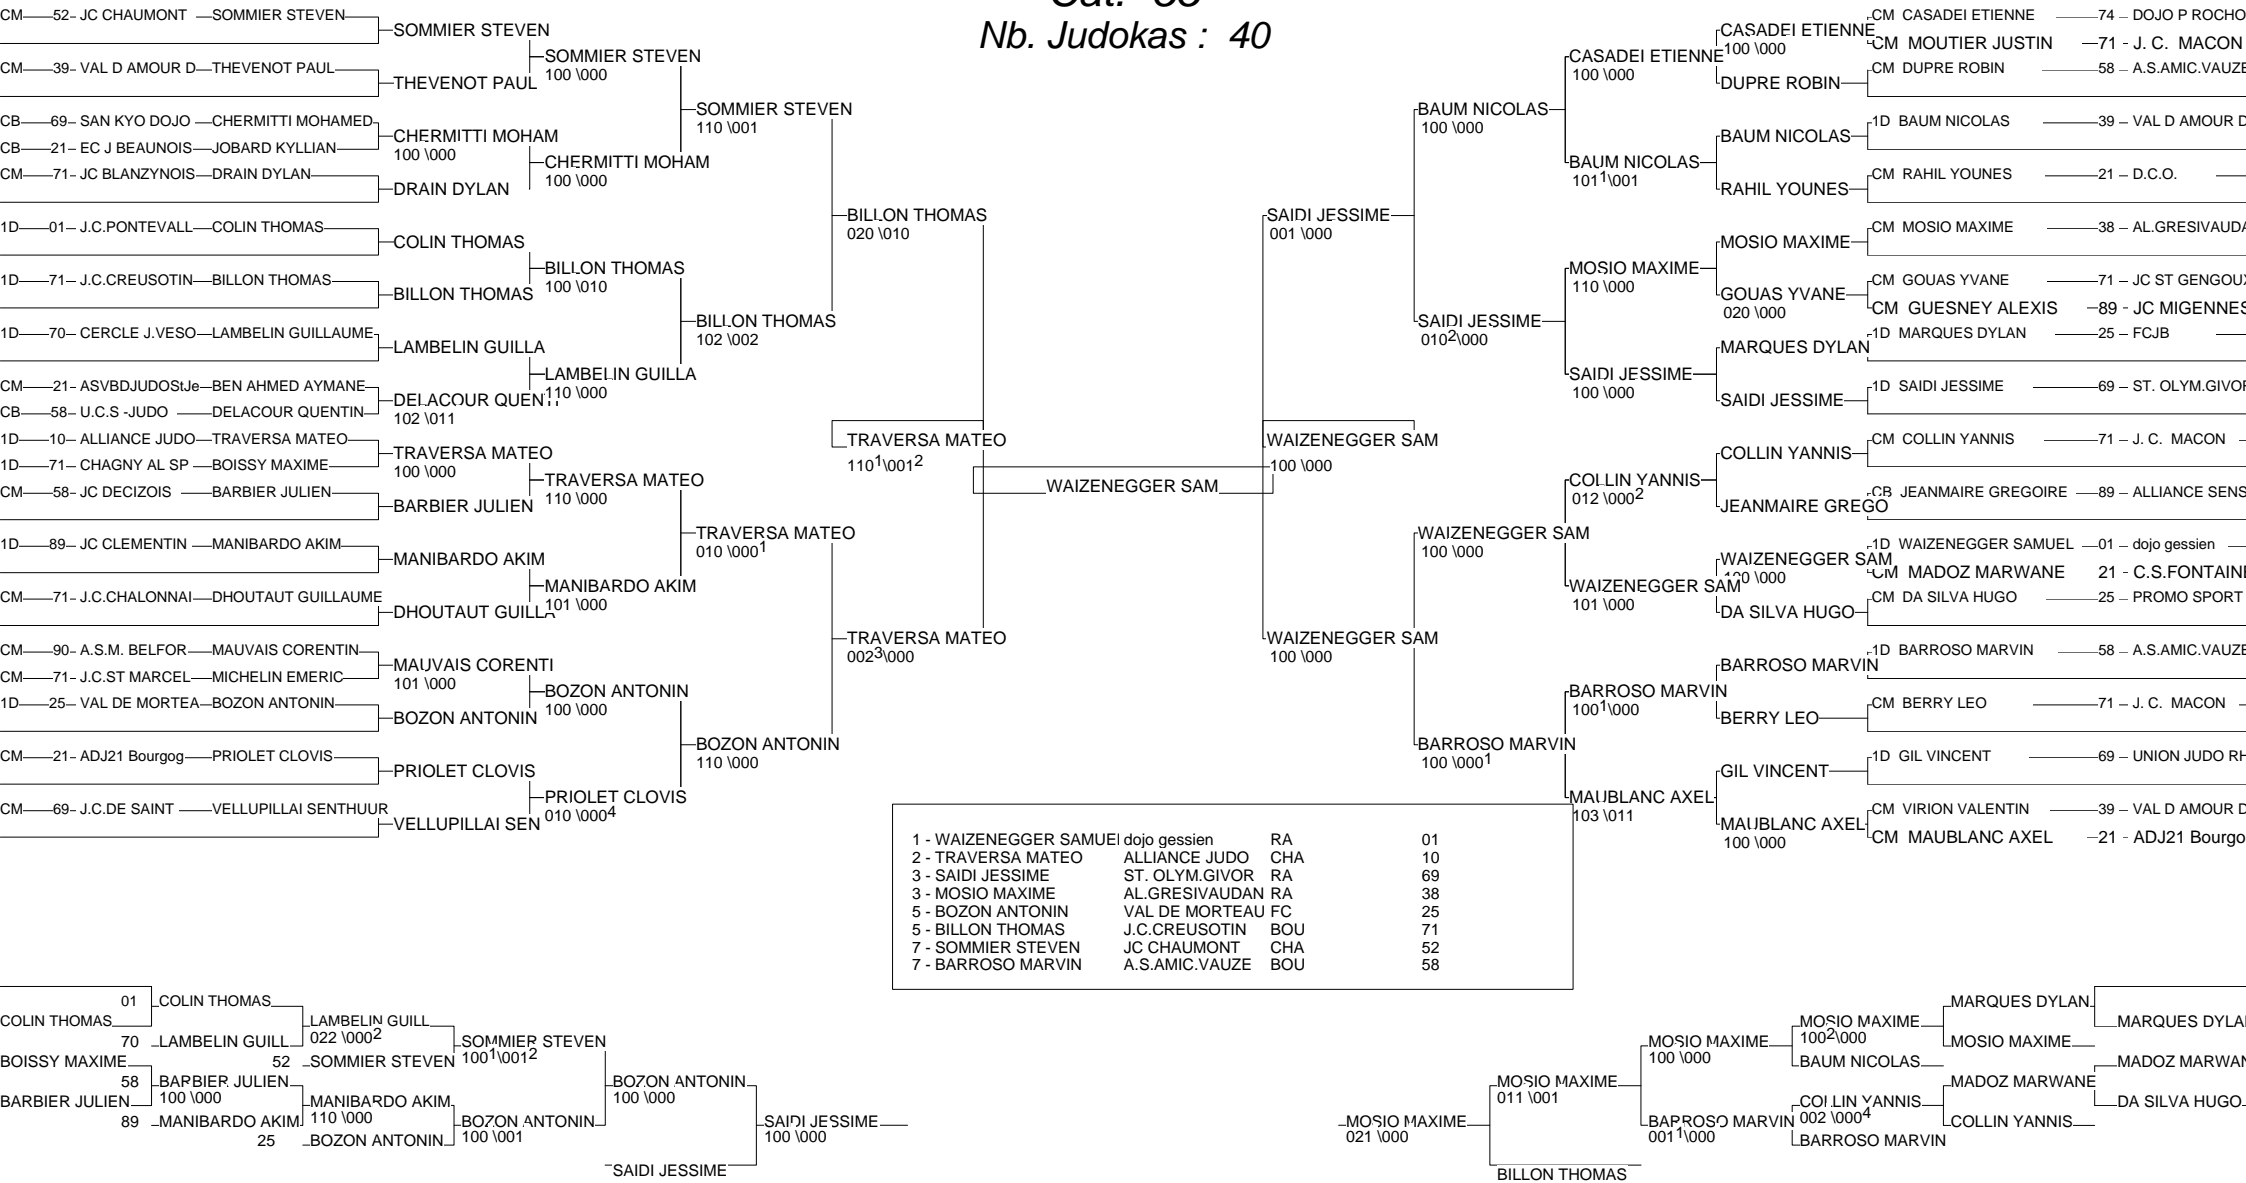 Nb. Judokas : 40
CM 52- JC CHAUMONT SOMMIER STEVEN
SOMMIER STEVEN
SOMMIER STEVEN
100 \000
CM 39- VAL D AMOUR D THEVENOT PAUL
THEVENOT PAUL
SOMMIER STEVEN
110 \001
CB 69- SAN KYO DOJO CHERMITTI MOHAMED
CHERMITTI MOHAM
100 \000
CB 21- EC J BEAUNOIS JOBARD KYLLIAN
CHERMITTI MOHAM
100 \000
CM 71- JC BLANZYNOIS DRAIN DYLAN
DRAIN DYLAN
BILLON THOMAS
020 \010
1D 01- J.C.PONTEVALL COLIN THOMAS
COLIN THOMAS
BILLON THOMAS
100 \010
1D 71- J.C.CREUSOTIN BILLON THOMAS
BILLON THOMAS
BILLON THOMAS
102 \002
1D 70- CERCLE J.VESO LAMBELIN GUILLAUME
LAMBELIN GUILLA
LAMBELIN GUILLA
110 \000
CM 21- ASVBDJUDOStJe BEN AHMED AYMANE
DELACOUR QUENTI
102 \011
CB 58- U.C.S -JUDO DELACOUR QUENTIN
TRAVERSA MATEO
1101\0012
1D 10- ALLIANCE JUDO TRAVERSA MATEO
TRAVERSA MATEO
100 \000
1D 71- CHAGNY AL SP BOISSY MAXIME
TRAVERSA MATEO
110 \000
CM 58- JC DECIZOIS BARBIER JULIEN
BARBIER JULIEN
TRAVERSA MATEO
010 \0001
1D 89- JC CLEMENTIN MANIBARDO AKIM
MANIBARDO AKIM
MANIBARDO AKIM
101 \000
CM 71- J.C.CHALONNAI DHOUTAUT GUILLAUME
DHOUTAUT GUILLA
TRAVERSA MATEO
0023\000
CM 90- A.S.M. BELFOR MAUVAIS CORENTIN
MAUVAIS CORENTI
101 \000
CM 71- J.C.ST MARCEL MICHELIN EMERIC
BOZON ANTONIN
100 \000
1D 25- VAL DE MORTEA BOZON ANTONIN
BOZON ANTONIN
BOZON ANTONIN
110 \000
CM 21- ADJ21 Bourgog PRIOLET CLOVIS
PRIOLET CLOVIS
PRIOLET CLOVIS
010 \0004
CM 69- J.C.DE SAINT VELLUPILLAI SENTHUUR
VELLUPILLAI SEN
WAIZENEGGER SAM
CM CASADEI ETIENNE 74 – DOJO P ROCHO
CASADEI ETIENNE
100 \000
CM MOUTIER JUSTIN 71 - J. C. MACON
CASADEI ETIENNE
100 \000
CM DUPRE ROBIN 58 – A.S.AMIC.VAUZE
DUPRE ROBIN
BAUM NICOLAS
100 \000
1D BAUM NICOLAS 39 – VAL D AMOUR D
BAUM NICOLAS
BAUM NICOLAS
1011\001
CM RAHIL YOUNES 21 – D.C.O.
RAHIL YOUNES
SAIDI JESSIME
001 \000
CM MOSIO MAXIME 38 – AL.GRESIVAUDA
MOSIO MAXIME
MOSIO MAXIME
110 \000
CM GOUAS YVANE 71 – JC ST GENGOUX
GOUAS YVANE
020 \000
CM GUESNEY ALEXIS 89 - JC MIGENNES
SAIDI JESSIME
0102\000
1D MARQUES DYLAN 25 – FCJB
MARQUES DYLAN
SAIDI JESSIME
100 \000
1D SAIDI JESSIME 69 – ST. OLYM.GIVOR
SAIDI JESSIME
WAIZENEGGER SAM
100 \000
CM COLLIN YANNIS 71 – J. C. MACON
COLLIN YANNIS
COLLIN YANNIS
012 \0002
CB JEANMAIRE GREGOIRE 89 – ALLIANCE SENS
JEANMAIRE GREGO
WAIZENEGGER SAM
100 \000
1D WAIZENEGGER SAMUEL 01 – dojo gessien
WAIZENEGGER SAM
100 \000
CM MADOZ MARWANE 21 - C.S.FONTAINE
WAIZENEGGER SAM
101 \000
CM DA SILVA HUGO 25 – PROMO SPORT
DA SILVA HUGO
WAIZENEGGER SAM
100 \000
1D BARROSO MARVIN 58 – A.S.AMIC.VAUZE
BARROSO MARVIN
BARROSO MARVIN
1001\000
CM BERRY LEO 71 – J. C. MACON
BERRY LEO
BARROSO MARVIN
100 \0001
1D GIL VINCENT 69 – UNION JUDO RH
GIL VINCENT
MAUBLANC AXEL
103 \011
CM VIRION VALENTIN 39 – VAL D AMOUR D
MAUBLANC AXEL
100 \000
CM MAUBLANC AXEL 21 - ADJ21 Bourgo
1 - WAIZENEGGER SAMUEL dojo gessien RA 01
2 - TRAVERSA MATEO ALLIANCE JUDO CHA 10
3 - SAIDI JESSIME ST. OLYM.GIVOR RA 69
3 - MOSIO MAXIME AL.GRESIVAUDAN RA 38
5 - BOZON ANTONIN VAL DE MORTEAU FC 25
5 - BILLON THOMAS J.C.CREUSOTIN BOU 71
7 - SOMMIER STEVEN JC CHAUMONT CHA 52
7 - BARROSO MARVIN A.S.AMIC.VAUZE BOU 58
01 COLIN THOMAS
COLIN THOMAS
LAMBELIN GUILL
022 \0002
70 LAMBELIN GUILL
SOMMIER STEVEN
1001\0012
52 SOMMIER STEVEN
BOISSY MAXIME
58 BARBIER JULIEN
100 \000
BARBIER JULIEN
MANIBARDO AKIM
110 \000
89 MANIBARDO AKIM
BOZON ANTONIN
100 \001
25 BOZON ANTONIN
BOZON ANTONIN
100 \000
SAIDI JESSIME
100 \000
SAIDI JESSIME
MARQUES DYLAN
MARQUES DYLA
MOSIO MAXIME
1002\000
MOSIO MAXIME
MOSIO MAXIME
100 \000
BAUM NICOLAS
MADOZ MARWAN
MADOZ MARWANE
DA SILVA HUGO
COLLIN YANNIS
002 \0004
COLLIN YANNIS
BARROSO MARVIN
0011\000
BARROSO MARVIN
MOSIO MAXIME
011 \001
MOSIO MAXIME
021 \000
BILLON THOMAS